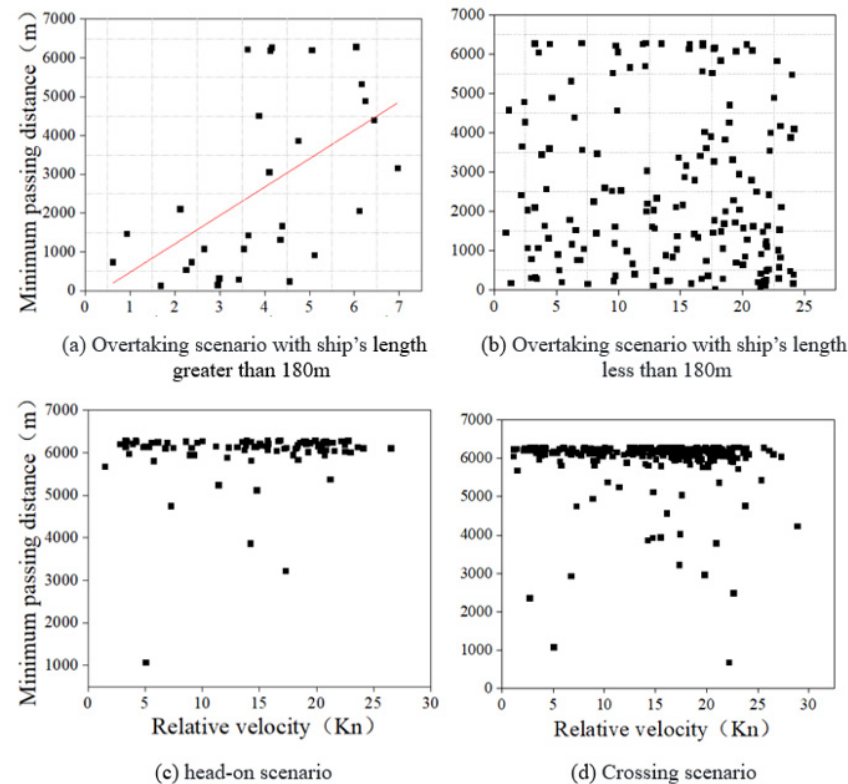 7000
6000
5000
4000
3000
2000
1000
0
Minimum passing distance（m）
0 1 2 3 4 5 6 7
(a) Overtaking scenario with ship's length
greater than 180m
7000
6000
5000
4000
3000
2000
1000
0
0 5 10 15 20 25
(b) Overtaking scenario with ship's length
less than 180m
7000
6000
5000
4000
3000
2000
1000
Minimum passing distance（m）
0 5 10 15 20 25 30
Relative velocity（Kn）
(c) head-on scenario
7000
6000
5000
4000
3000
2000
1000
0
0 5 10 15 20 25 30
Relative velocity（Kn）
(d) Crossing scenario